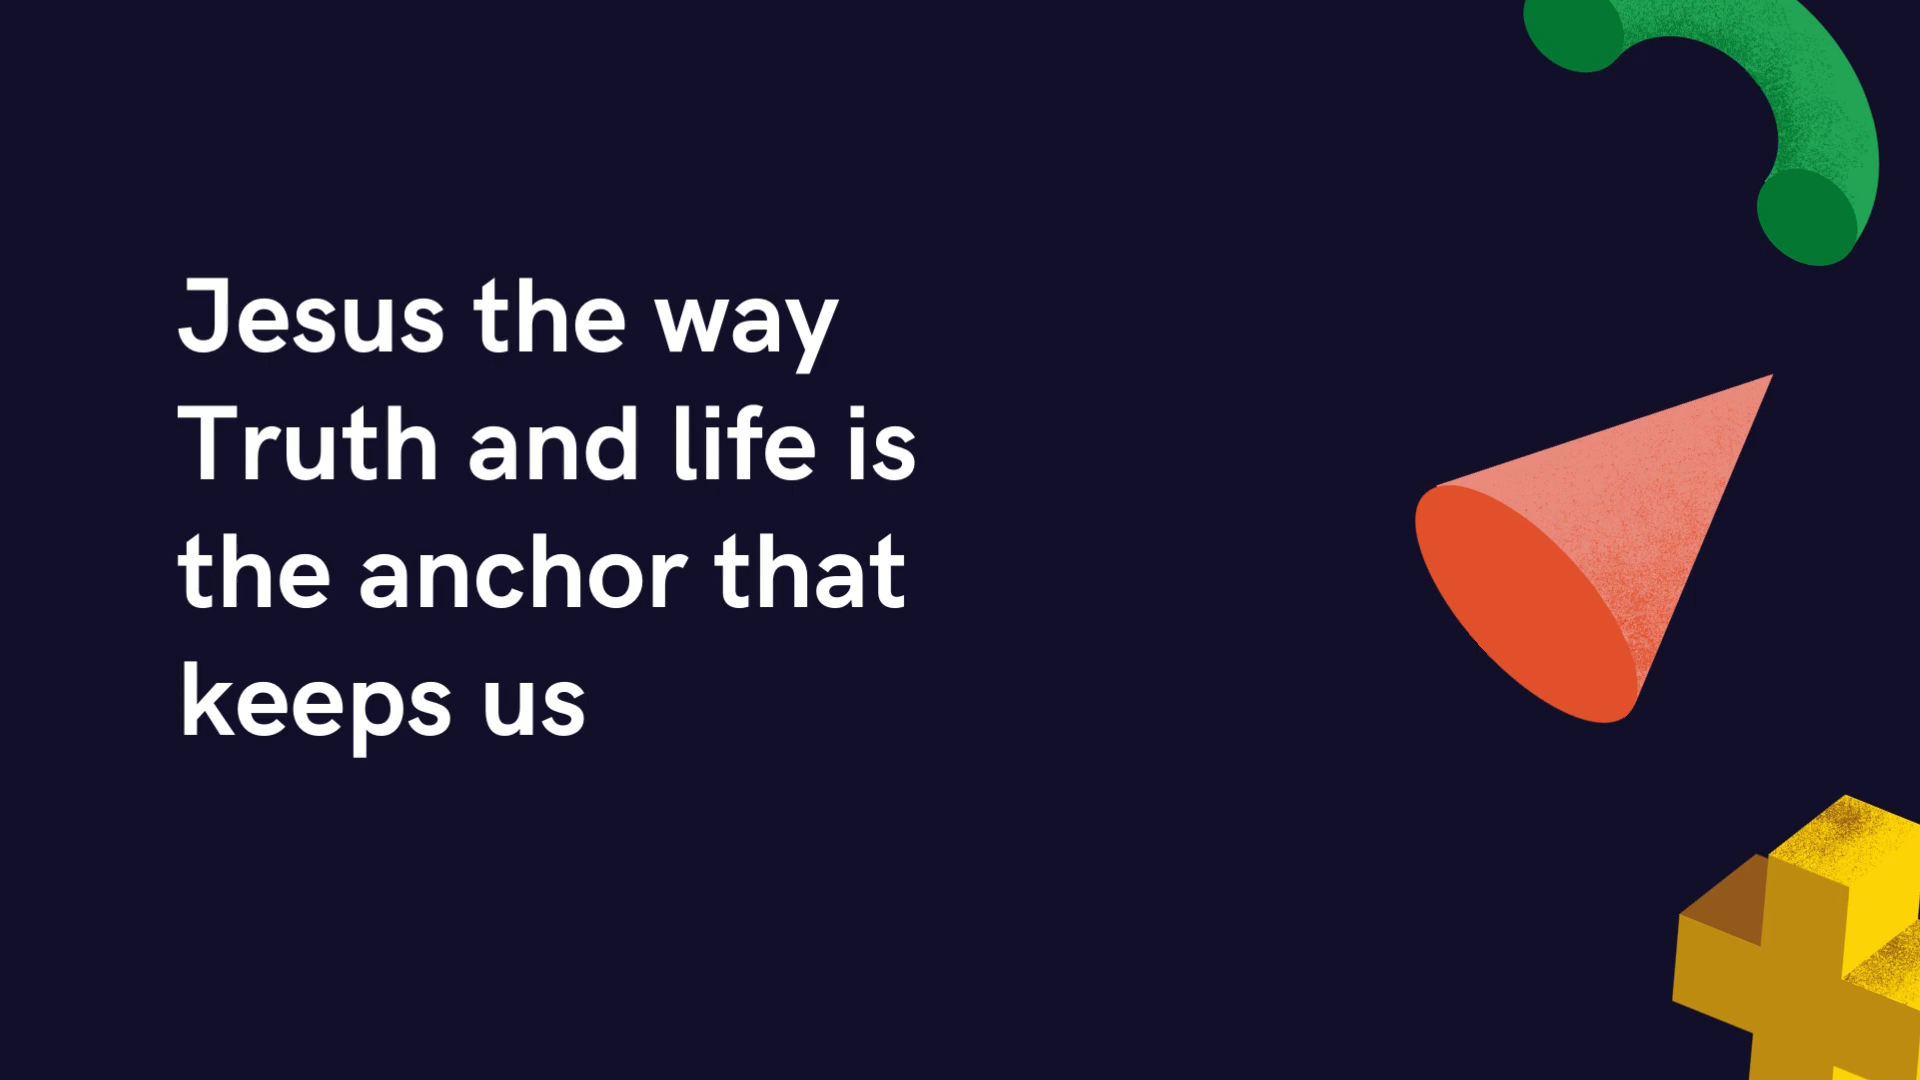 Jesus the way
Truth and life is
the anchor that
keeps us